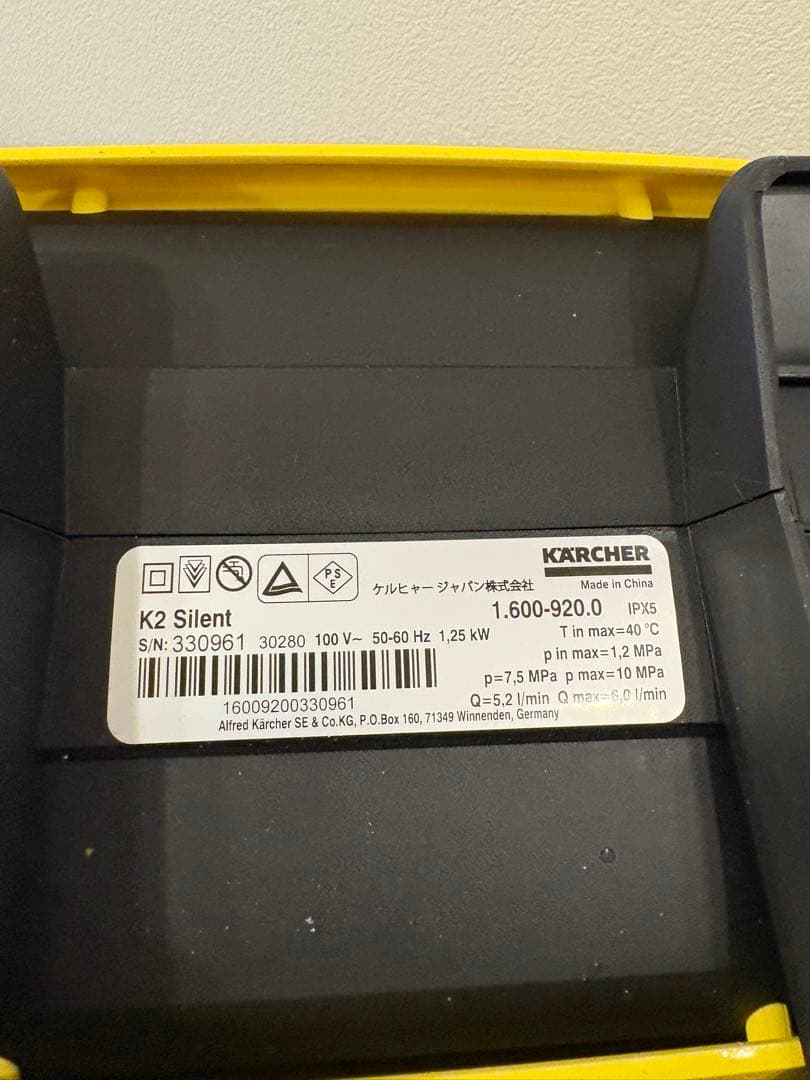 PS
E
ケルヒャー ジャパン株式会社
KÄRCHER
Made in China
K2 Silent
1.600-920.0 IPX5
S/N: 330961 30280 100 V~ 50-60 Hz 1,25 kW
T in max=40 °C
p in max=1,2 MPa
p=7,5 MPa p max=10 MPa
Q=5,2 l/min Q max=6,0 l/min
16009200330961
Alfred Kärcher SE & Co.KG, P.O.Box 160, 71349 Winnenden, Germany